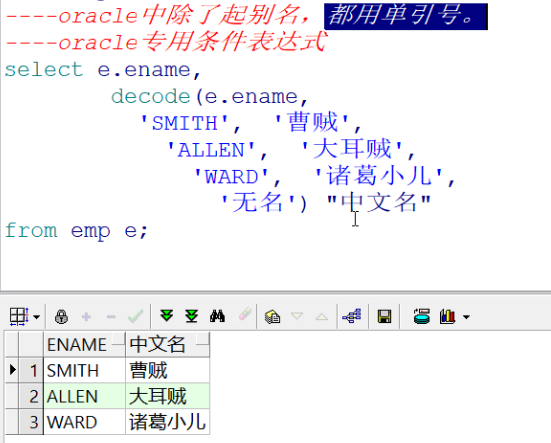 ----oracle中除了起别名，都用单引号。
----oracle专用条件表达式
select e.ename,
decode(e.ename,
'SMITH', '曹贼',
'ALLEN', '大耳贼',
'WARD', '诸葛小儿',
'无名') "中文名"
from emp e;
ENAME 中文名
1 SMITH 曹贼
2 ALLEN 大耳贼
3 WARD 诸葛小儿